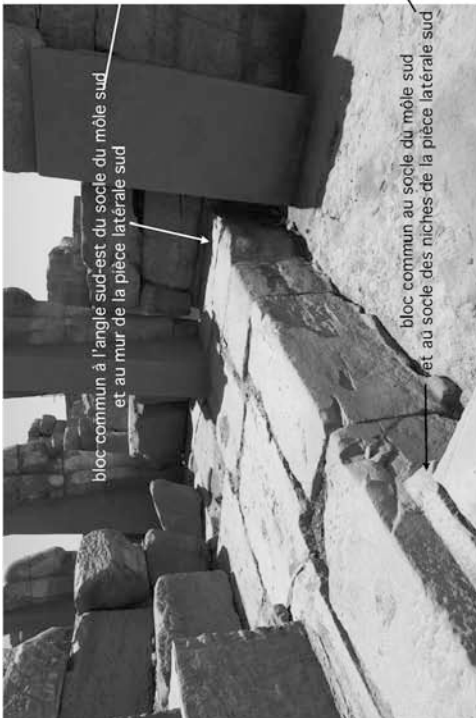 bloc commun à l'angle sud-est du socle du môle sud
et au mur de la pièce latérale sud
bloc commun au socle du môle sud
et au socle des niches de la pièce latérale sud